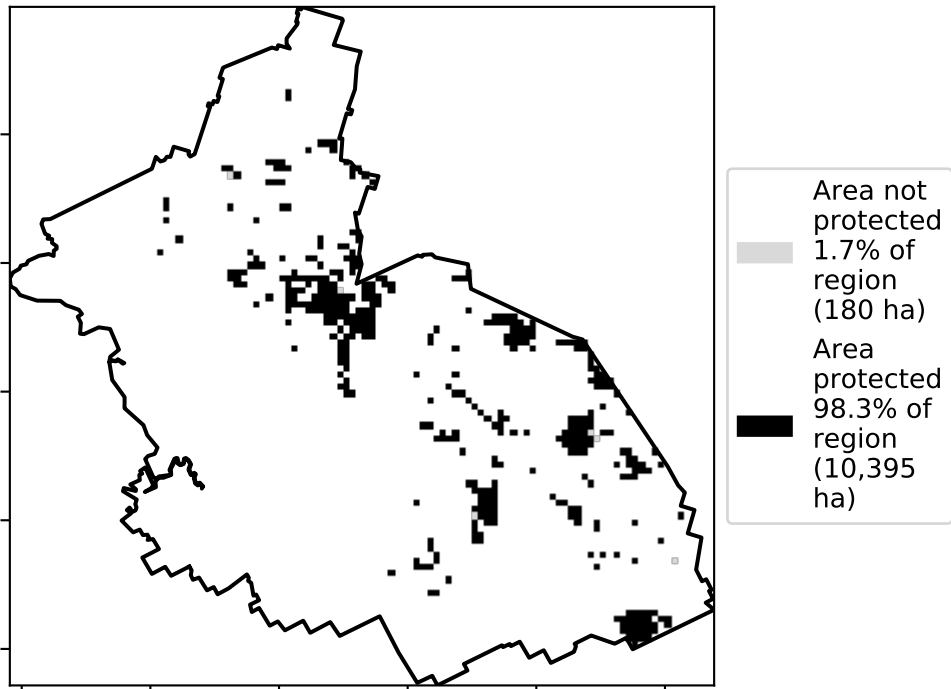 Area not
protected
1.7% of
region
(180 ha)
Area
protected
98.3% of
region
(10,395
ha)